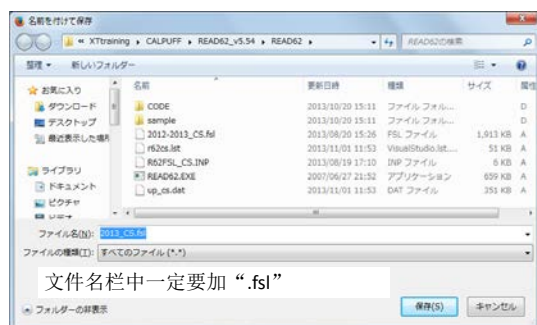 名前を付けて保存
« XTtraining ▸ CALPUFF ▸ READ62_v5.54 ▸ READ62 ▸
READ62の検索
整理 ▼ 新しいフォルダー
お気に入り
ダウンロード
デスクトップ
最近表示した場所
ライブラリ
ドキュメント
ピクチャ
ビデオ
名前 更新日時 種類 サイズ 属性
CODE 2013/10/20 15:11 ファイル フォル... D
sample 2013/10/20 15:11 ファイル フォル... D
2012-2013_CS.fsl 2013/08/20 15:26 FSL ファイル 1,913 KB A
r62cs.lst 2013/11/01 11:53 VisualStudio.lst.... 51 KB A
R62FSL_CS.INP 2013/08/19 17:10 INP ファイル 6 KB A
READ62.EXE 2007/06/27 21:52 アプリケーション 659 KB A
up_cs.dat 2013/11/01 11:53 DAT ファイル 351 KB A
ファイル名(N): 2013_CS.fsl
ファイルの種類(T): すべてのファイル (*.*)
文件名栏中一定要加“.fsl”
フォルダーの非表示
保存(S) キャンセル